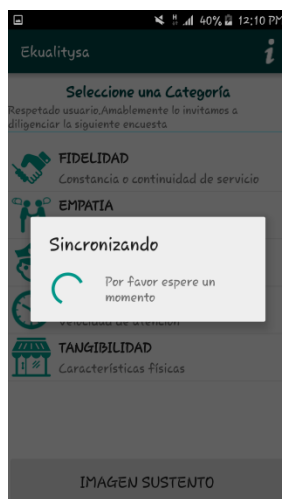 40% 12:10 PM
Ekualitysa
Seleccione una Categoría
Respetado usuario,Amablemente lo invitamos a
diligenciar la siguiente encuesta
FIDELIDAD
Constancia o continuidad de servicio
EMPATIA
Sincronizando
Por favor espere un
momento
Velocidad de atención
TANGIBILIDAD
Características físicas
IMAGEN SUSTENTO